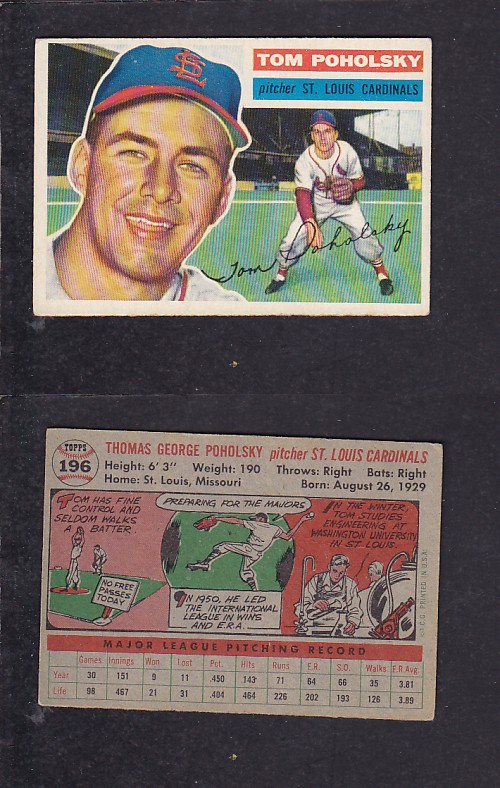 TOM POHOLSKY
pitcher ST. LOUIS CARDINALS
STL
Tom Poholsky
TOPPS
196
THOMAS GEORGE POHOLSKY pitcher ST. LOUIS CARDINALS
Height: 6' 3" Weight: 190 Throws: Right Bats: Right
Home: St. Louis, Missouri Born: August 26, 1929
TOM HAS FINE
CONTROL AND
SELDOM WALKS
A BATTER.
NO FREE
PASSES
TODAY
PREPARING FOR THE MAJORS
IN 1950, HE LED
THE INTERNATIONAL
LEAGUE IN WINS
AND E.R.A.
IN THE WINTER,
TOM STUDIES
ENGINEERING AT
WASHINGTON UNIVERSITY
IN ST. LOUIS.
T.C.G. PRINTED IN U.S.A.
MAJOR LEAGUE PITCHING RECORD
Games Innings Won Lost Pct. Hits Runs E.R. S.O. Walks E.R.Avg.
Year 30 151 9 11 .450 143 71 64 66 35 3.81
Life 98 467 21 31 .404 464 226 202 193 126 3.89